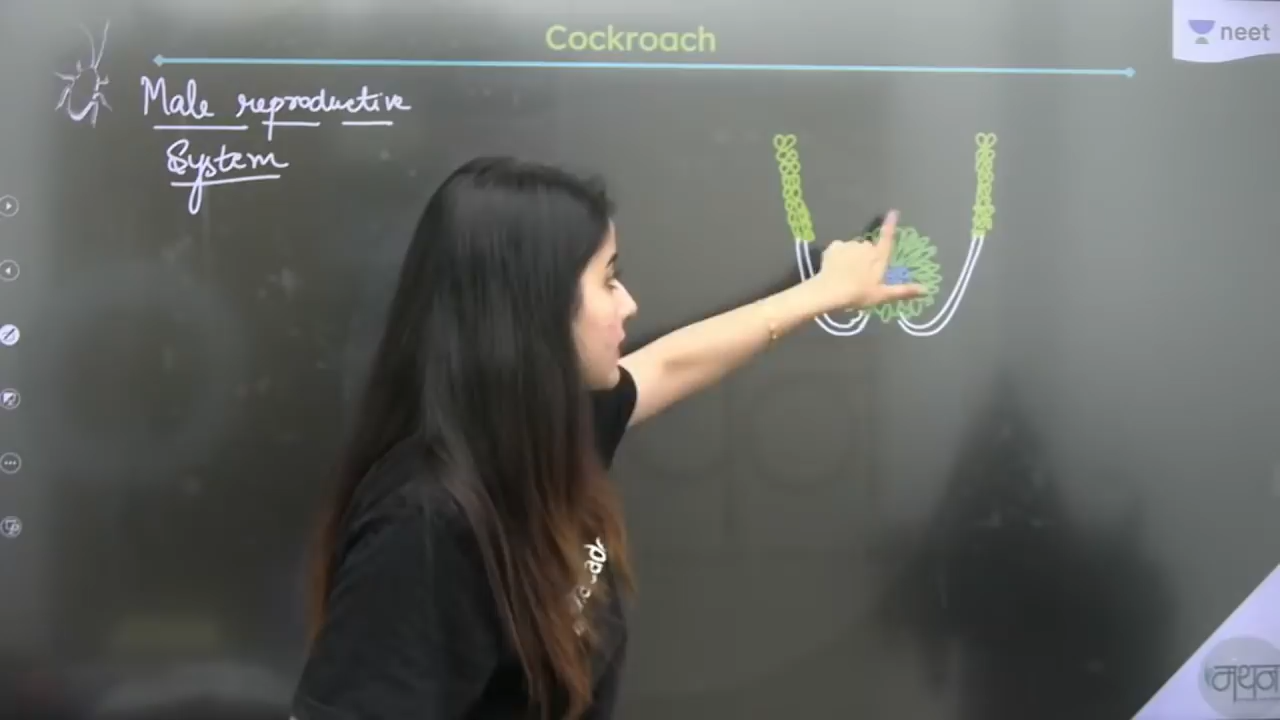 Cockroach
neet
Male reproductive
System
मंथन